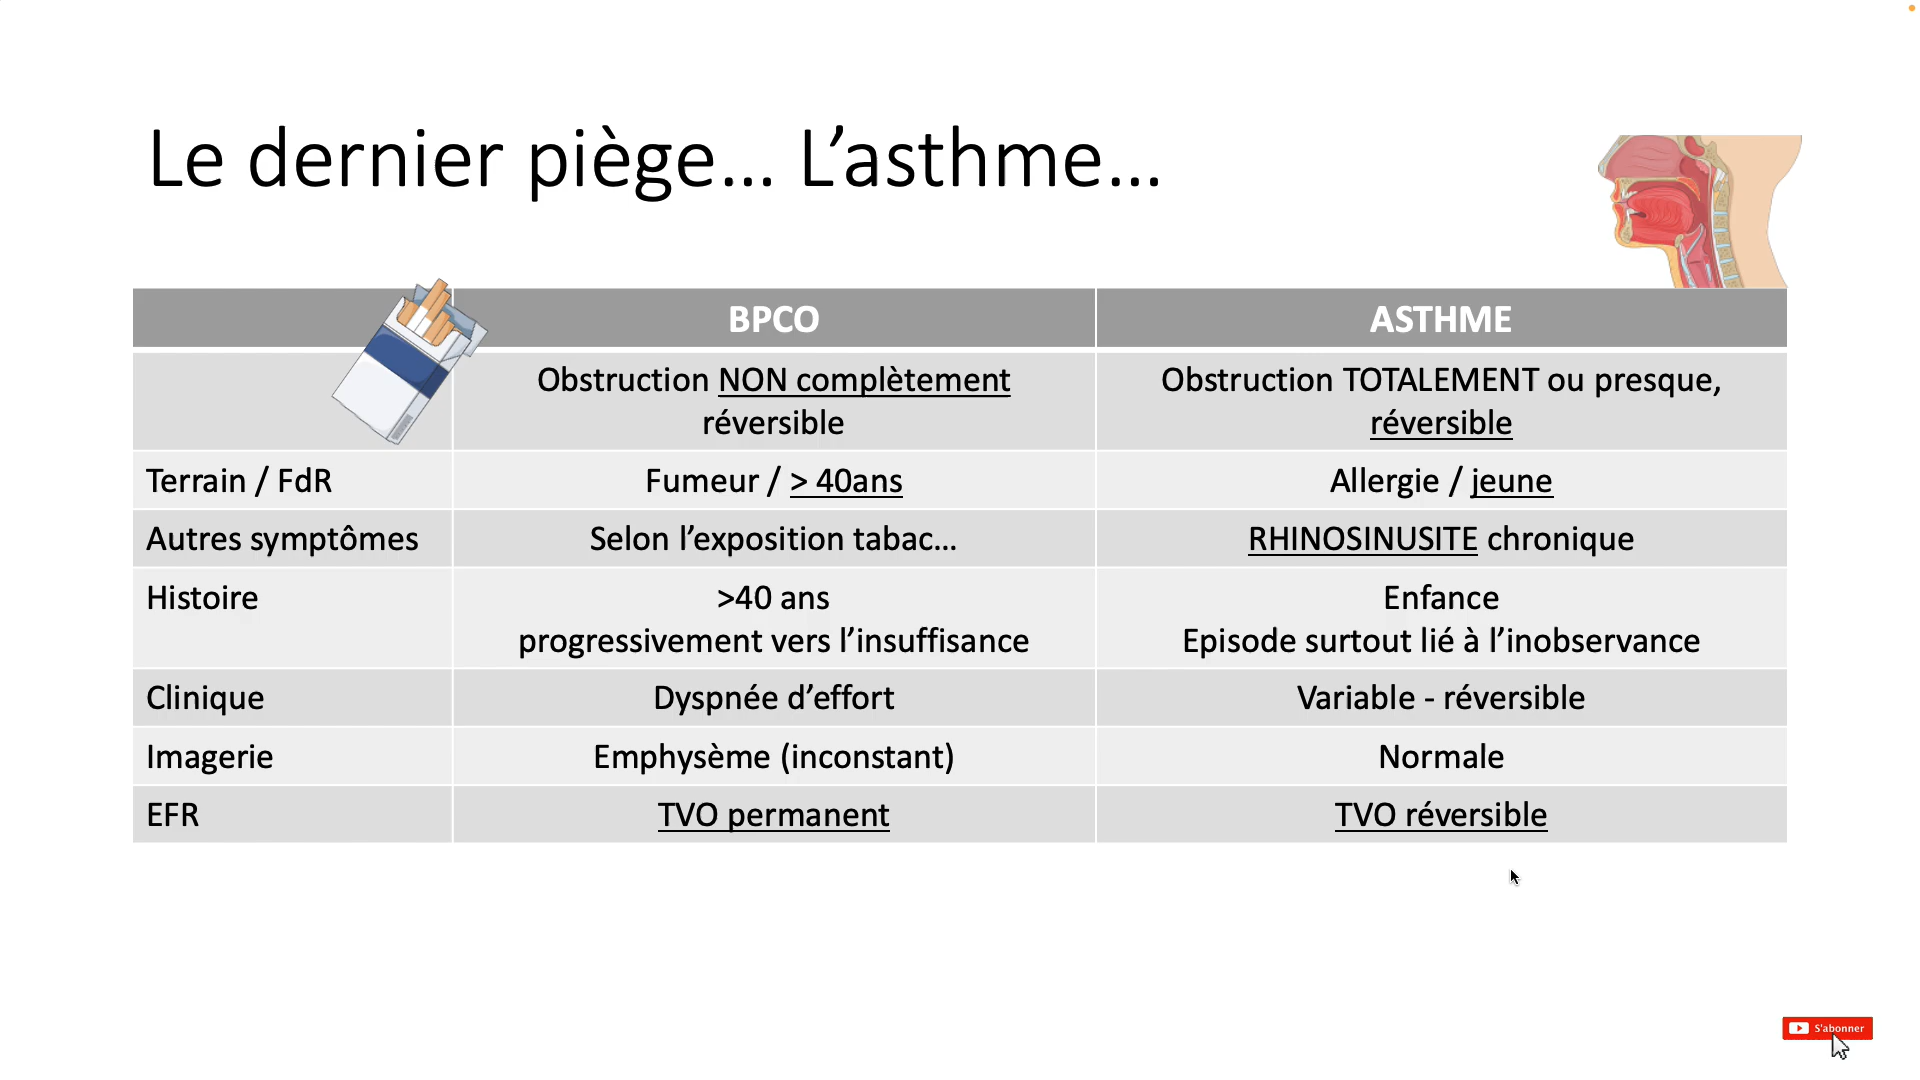 Le dernier piège... L’asthme...
BPCO
ASTHME
Obstruction NON complètement
réversible
Obstruction TOTALEMENT ou presque,
réversible
Terrain / FdR
Fumeur / > 40ans
Allergie / jeune
Autres symptômes
Selon l’exposition tabac...
RHINOSINUSITE chronique
Histoire
>40 ans
progressivement vers l’insuffisance
Enfance
Episode surtout lié à l’inobservance
Clinique
Dyspnée d’effort
Variable - réversible
Imagerie
Emphysème (inconstant)
Normale
EFR
TVO permanent
TVO réversible
S'abonner